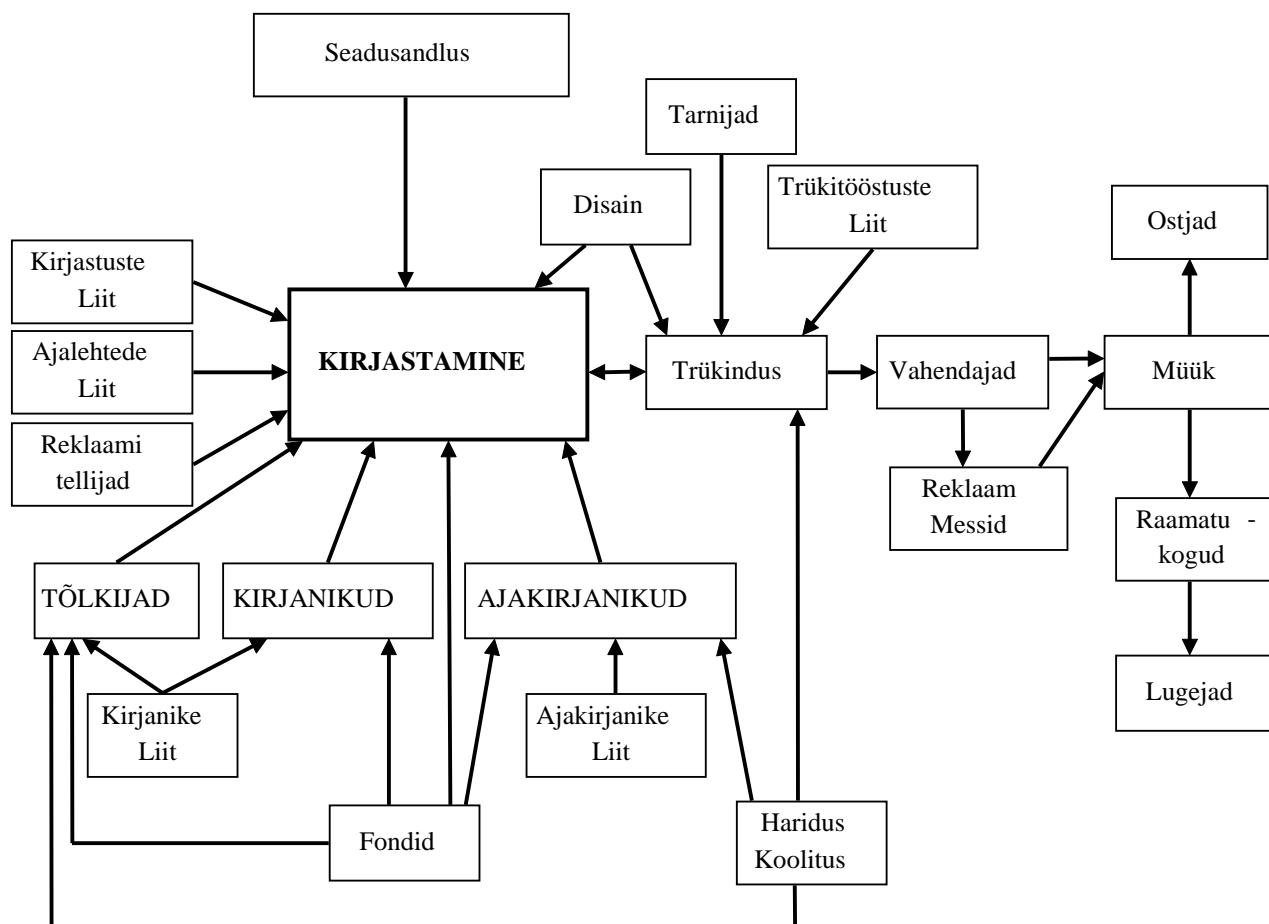 Seadusandlus
Tarnijad
Disain
Trükitööstuste
Liit
Ostjad
Kirjastuste
Liit
Ajalehtede
Liit
Reklaami
tellijad
KIRJASTAMINE
Trükindus
Vahendajad
Müük
Reklaam
Messid
Raamatu -
kogud
TÕLKIJAD
KIRJANIKUD
AJAKIRJANIKUD
Lugejad
Kirjanike
Liit
Ajakirjanike
Liit
Fondid
Haridus
Koolitus